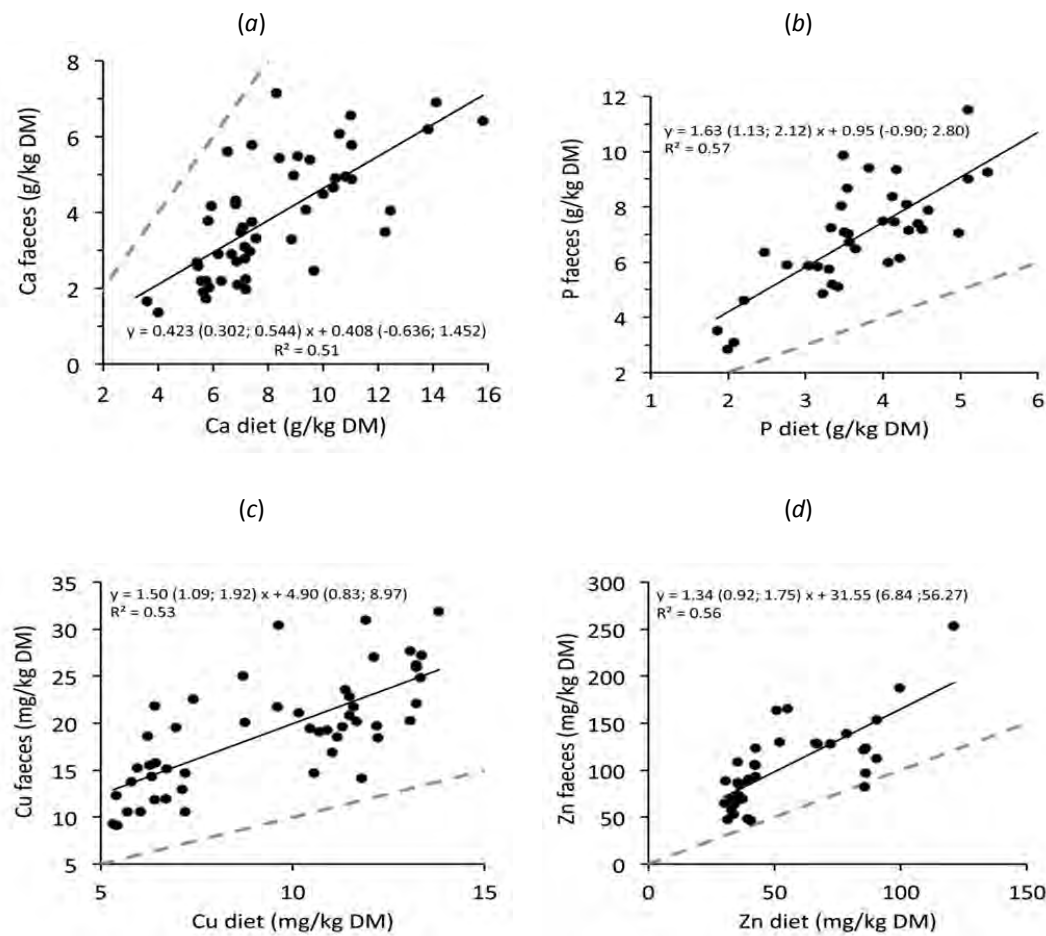 (a)
8
6
4
2
0
Ca faeces (g/kg DM)
y = 0.423 (0.302; 0.544) x + 0.408 (-0.636; 1.452)
R² = 0.51
2 4 6 8 10 12 14 16
Ca diet (g/kg DM)
(b)
12
10
8
6
4
2
P faeces (g/kg DM)
y = 1.63 (1.13; 2.12) x + 0.95 (-0.90; 2.80)
R² = 0.57
1 2 3 4 5 6
P diet (g/kg DM)
(c)
35
30
25
20
15
10
5
Cu faeces (mg/kg DM)
y = 1.50 (1.09; 1.92) x + 4.90 (0.83; 8.97)
R² = 0.53
5 10 15
Cu diet (mg/kg DM)
(d)
300
250
200
150
100
50
0
Zn faeces (mg/kg DM)
y = 1.34 (0.92; 1.75) x + 31.55 (6.84 ;56.27)
R² = 0.56
0 50 100 150
Zn diet (mg/kg DM)